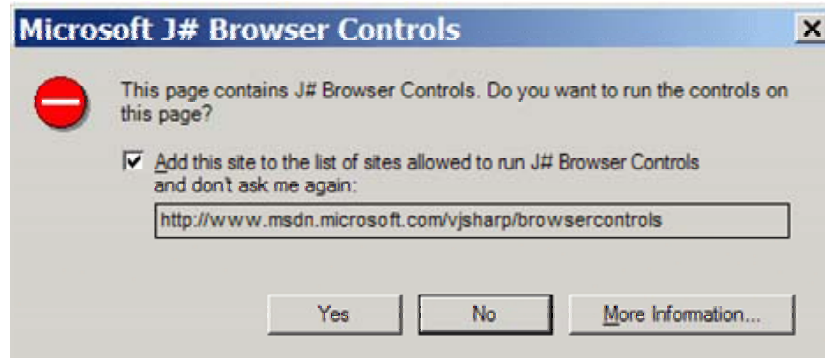 Microsoft J# Browser Controls
This page contains J# Browser Controls. Do you want to run the controls on
this page?
Add this site to the list of sites allowed to run J# Browser Controls
and don't ask me again:
http://www.msdn.microsoft.com/vjsharp/browsercontrols
Yes No More Information...